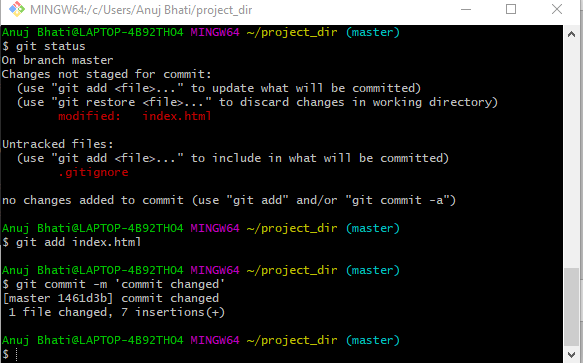 MINGW64:/c/Users/Anuj Bhati/project_dir
Anuj Bhati@LAPTOP-4B92TH04 MINGW64 ~/project_dir (master)
$ git status
On branch master
Changes not staged for commit:
  (use "git add <file>..." to update what will be committed)
  (use "git restore <file>..." to discard changes in working directory)
        modified:   index.html

Untracked files:
  (use "git add <file>..." to include in what will be committed)
        .gitignore

no changes added to commit (use "git add" and/or "git commit -a")

Anuj Bhati@LAPTOP-4B92TH04 MINGW64 ~/project_dir (master)
$ git add index.html

Anuj Bhati@LAPTOP-4B92TH04 MINGW64 ~/project_dir (master)
$ git commit -m 'commit changed'
[master 1461d3b] commit changed
 1 file changed, 7 insertions(+)

Anuj Bhati@LAPTOP-4B92TH04 MINGW64 ~/project_dir (master)
$